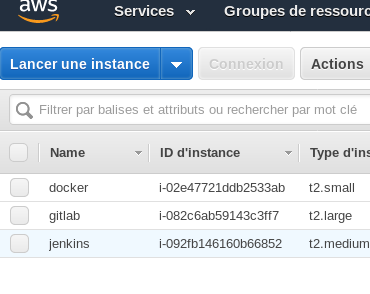 aws
Services
Groupes de ressourc
Lancer une instance
Connexion
Actions
Filtrer par balises et attributs ou rechercher par mot clé
Name
ID d'instance
Type d'ins
docker
i-02e47721ddb2533ab
t2.small
gitlab
i-082c6ab59143c3ff7
t2.large
jenkins
i-092fb146160b66852
t2.medium